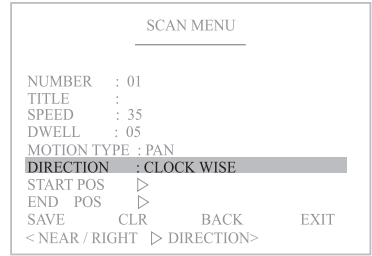 SCAN MENU
NUMBER : 01
TITLE :
SPEED : 35
DWELL : 05
MOTION TYPE : PAN
DIRECTION : CLOCK WISE
START POS ▷
END POS ▷
SAVE CLR BACK EXIT
< NEAR / RIGHT ▷ DIRECTION>